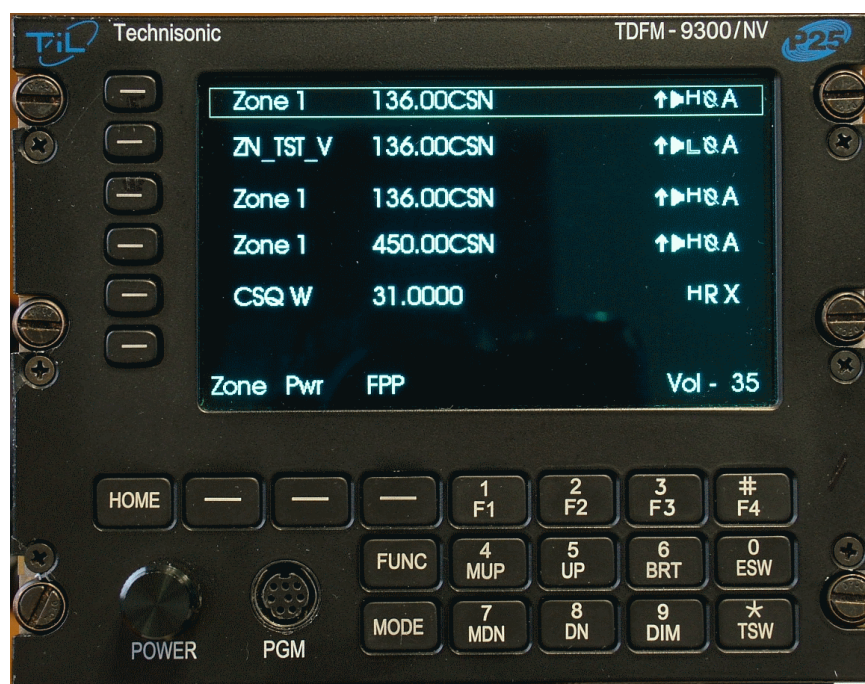 TiL Technisonic TDFM-9300/NV P25
Zone 1 136.00CSN ↑ H A
ZN_TST_V 136.00CSN ↑ L A
Zone 1 136.00CSN ↑ H A
Zone 1 450.00CSN ↑ H A
CSQ W 31.0000 HRX
Zone Pwr FPP Vol - 35
HOME 1 2 3 #
F1 F2 F3 F4
FUNC 4 5 6 0
MUP UP BRT ESW
MODE 7 8 9 *
MDN DN DIM TSW
POWER PGM